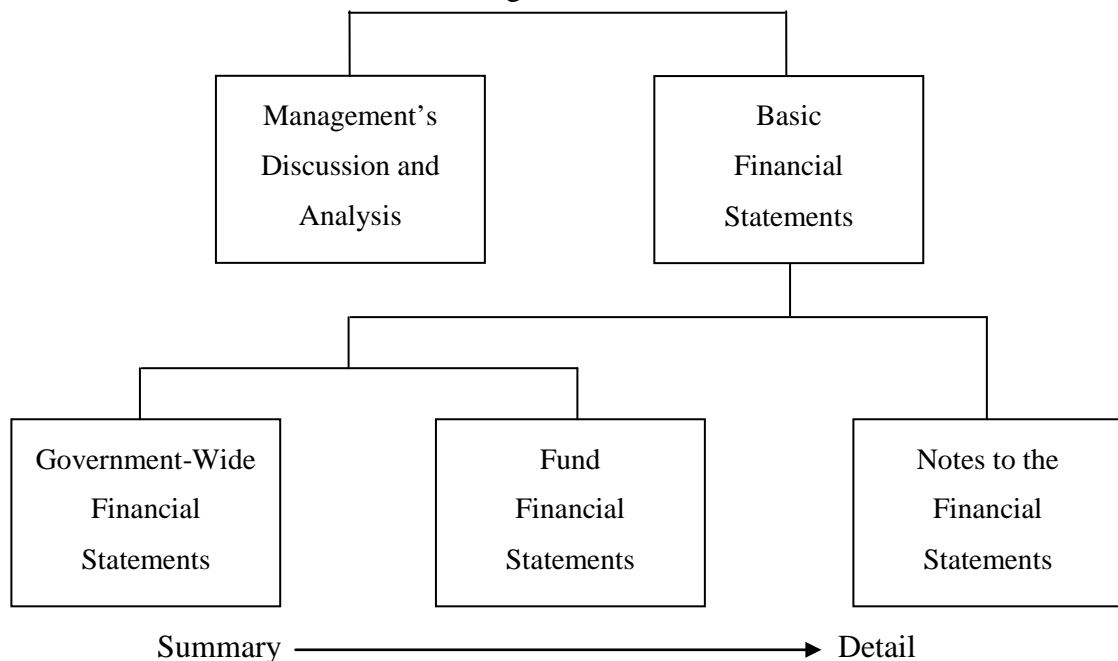 Management's
Discussion and
Analysis
Basic
Financial
Statements
Government-Wide
Financial
Statements
Fund
Financial
Statements
Notes to the
Financial
Statements
Summary
Detail